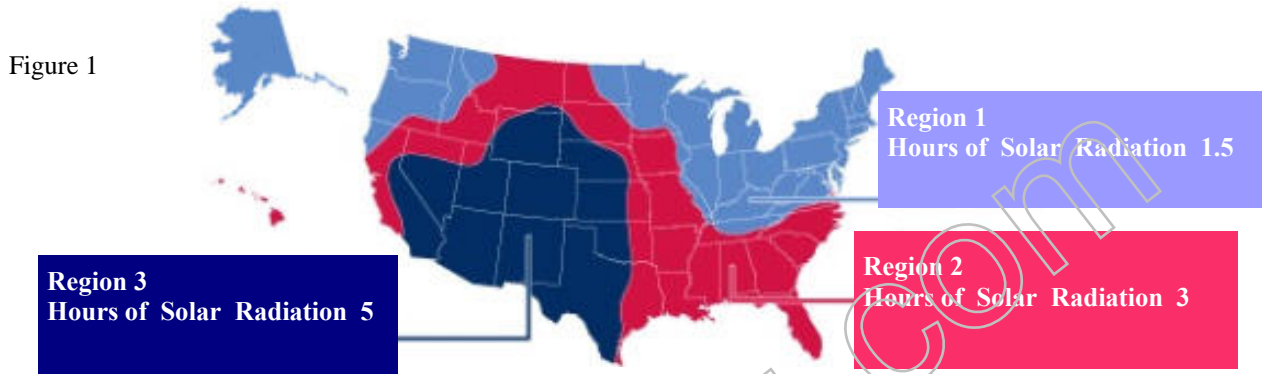 Figure 1
Region 1
Hours of Solar Radiation 1.5
Region 3
Hours of Solar Radiation 5
Region 2
Hours of Solar Radiation 3
com